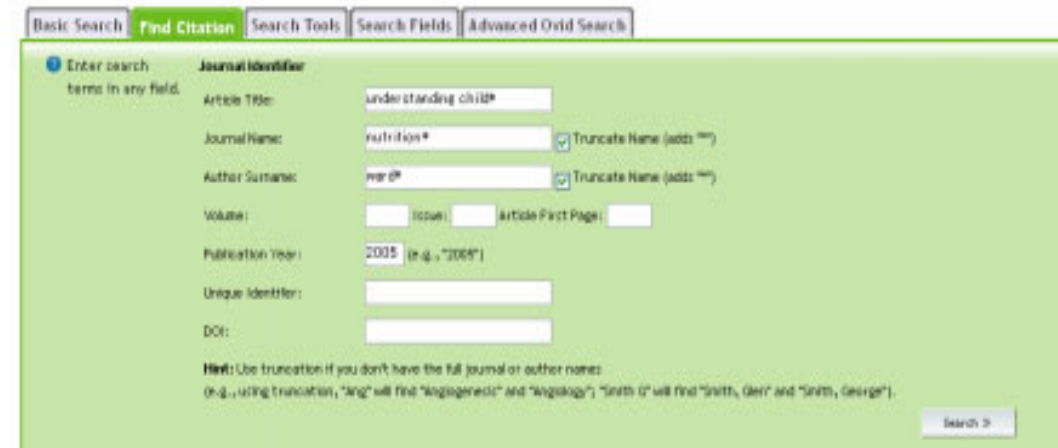 Basic Search Find Citation Search Tools Search Fields Advanced Ovid Search
Enter search terms in any field.
Journal Identifier
Article Title: understanding child*
Journal Name: nutrition* Truncate Name (adds "*")
Author Surname: ward* Truncate Name (adds "*")
Volume: Issue: Article First Page:
Publication Year: 2005 (e.g., "2005")
Unique Identifier:
DOI:
Hint: Use truncation if you don't have the full journal or author names
(e.g., using truncation, "Ang" will find "Angiogenesis" and "Angiology"; "Smith G" will find "Smith, Glen" and "Smith, George").
Search >